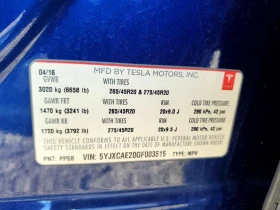 MFD BY TESLA MOTORS, INC.
04/16
GVWR WITH TIRES
3020 kg (6658 lb) 265/45R20 & 275/45R20
GAWR FRT WITH TIRES RIM COLD TIRE PRESSURE
1470 kg (3241 lb) 265/45R20 20x9.0 J 290 kPa, 42 psi
GAWR RR WITH TIRES RIM COLD TIRE PRESSURE
1720 kg (3792 lb) 275/45R20 20x9.5 J 290 kPa, 42 psi
THIS VEHICLE CONFORMS TO ALL APPLICABLE U.S. FEDERAL MOTOR VEHICLE SAFETY AND THEFT PREVENTION STANDARDS IN EFFECT ON THE DATE OF MANUFACTURE SHOWN ABOVE.
PNT: PPSB VIN: 5YJXCAE20GF003515 TYPE: MPV
TESLA